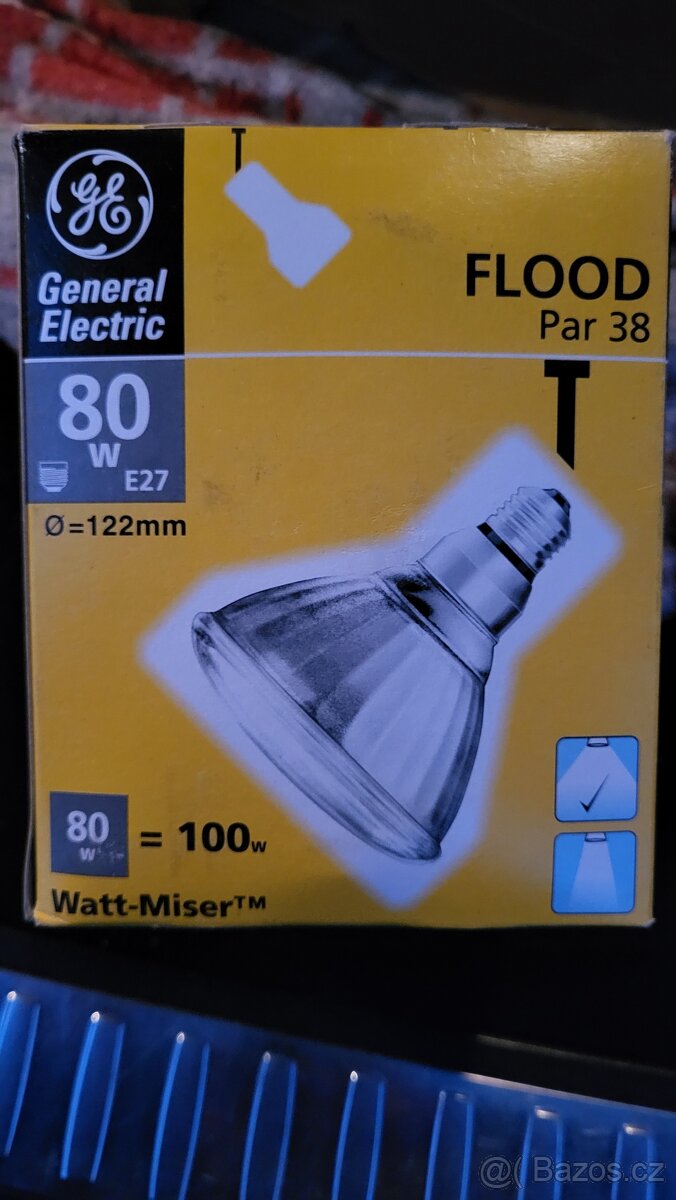 GE
General
Electric
FLOOD
Par 38
80
W
E27
Ø=122mm
80
W
= 100w
Watt-Miser™
@( Bazos.cz